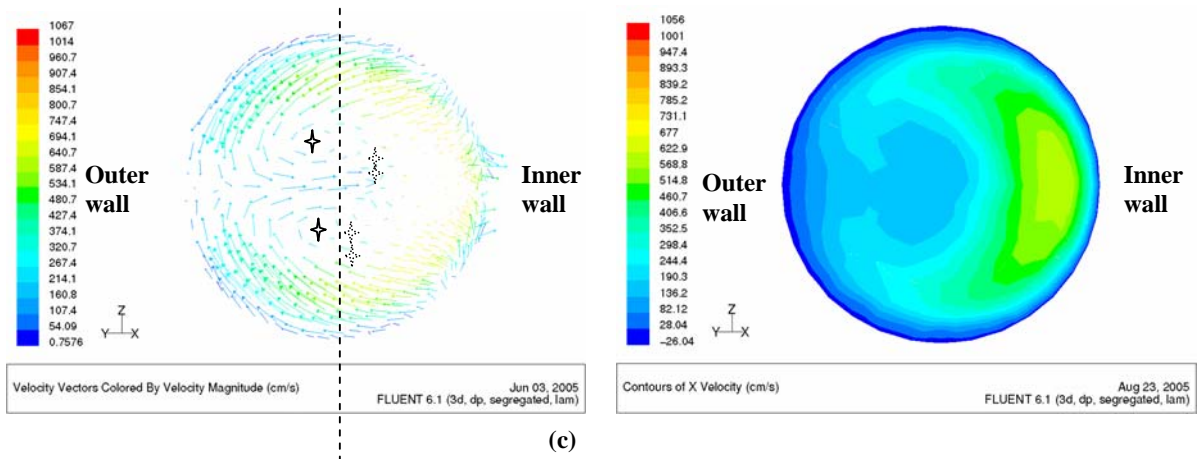 1067
1014
960.7
907.4
854.1
800.7
747.4
694.1
640.7
587.4
534.1
480.7
427.4
374.1
320.7
267.4
214.1
160.8
107.4
54.09
0.7576
Outer
wall
Inner
wall
Z
Y X
Velocity Vectors Colored By Velocity Magnitude (cm/s)
Jun 03, 2005
FLUENT 6.1 (3d, dp, segregated, lam)
1056
1001
947.4
893.3
839.2
785.2
731.1
677
622.9
568.8
514.8
460.7
406.6
352.5
298.4
244.4
190.3
136.2
82.12
28.04
-26.04
Outer
wall
Inner
wall
Z
Y X
Contours of X Velocity (cm/s)
Aug 23, 2005
FLUENT 6.1 (3d, dp, segregated, lam)
(c)